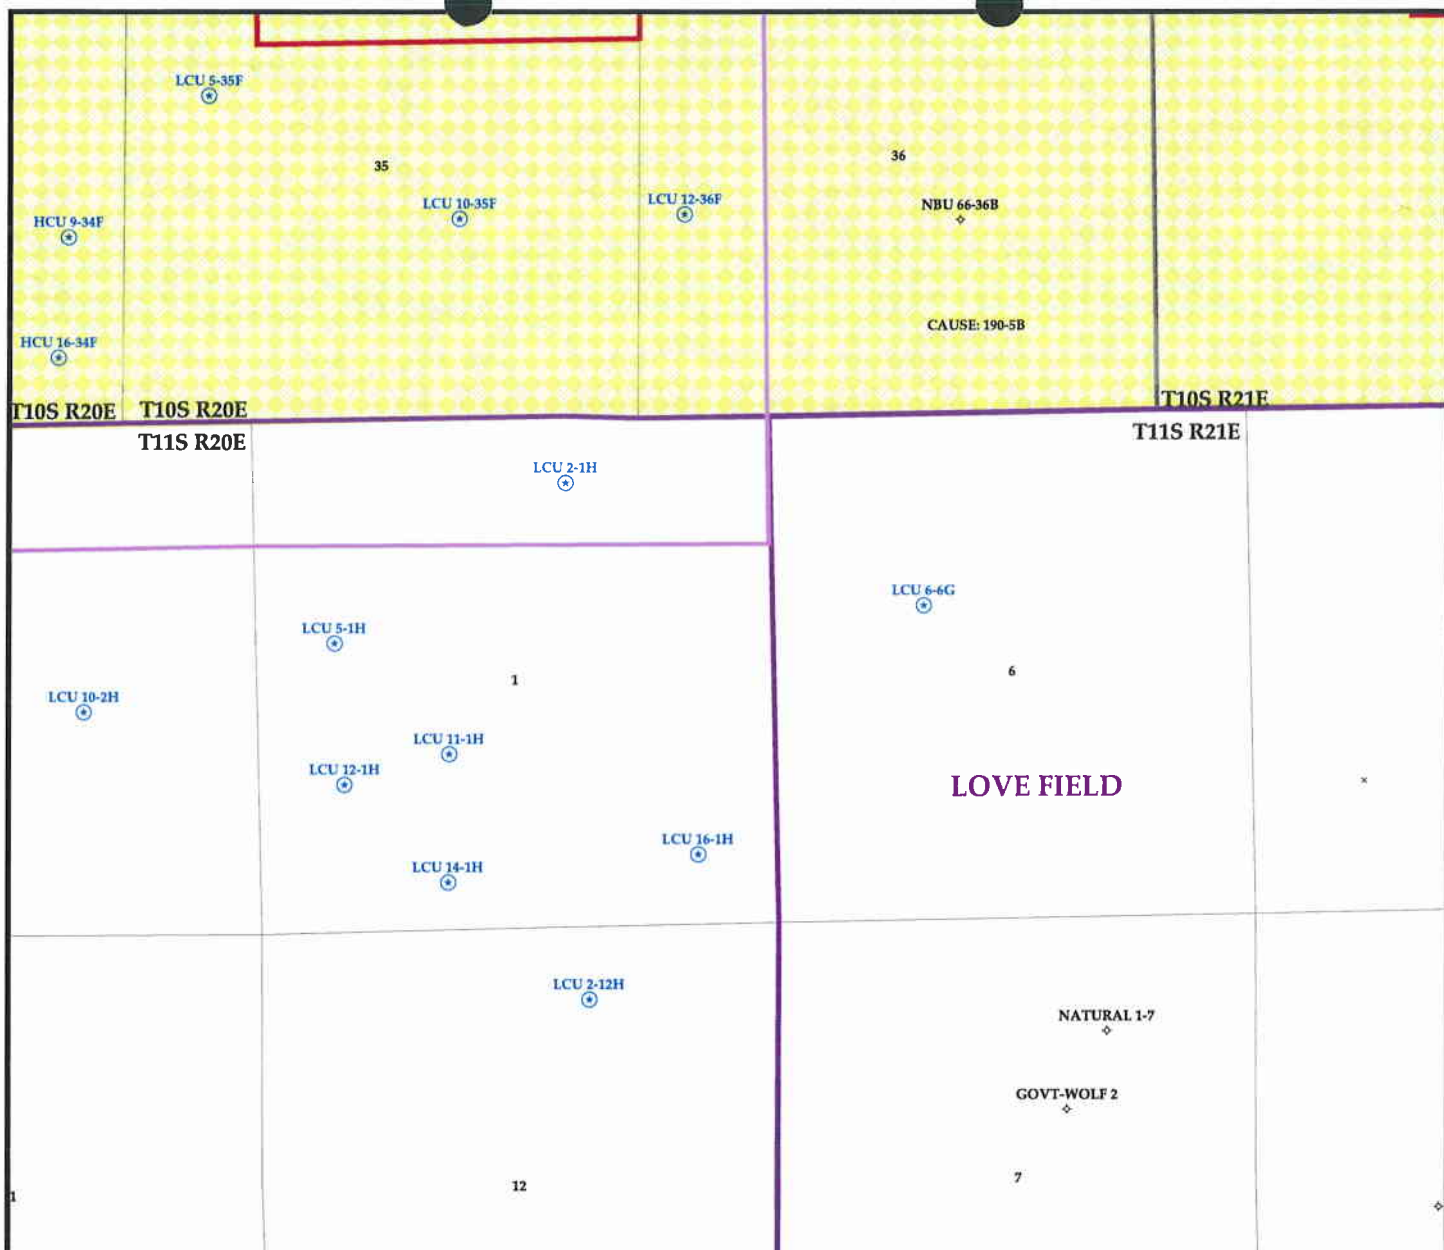 LCU 5-35F
36
35
LCU 12-36F
NBU 66-36B
LCU 10-35F
HCU 9-34F
CAUSE: 190-5B
HCU 16-34F
T10S R20E
T10S R20E
T10S R21E
T11S R20E
T11S R21E
LCU 2-1H
LCU 6-6G
LCU 5-1H
6
1
LCU 10-2H
LCU 11-1H
LCU 12-1H
LOVE FIELD
LCU 16-1H
LCU 14-1H
LCU 2-12H
NATURAL 1-7
GOVT-WOLF 2
7
12
1